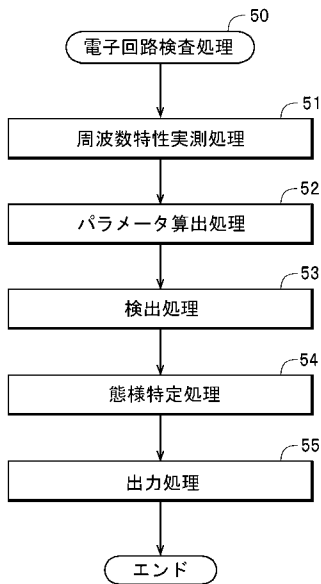 50
電子回路検査処理
51
周波数特性実測処理
52
パラメータ算出処理
53
検出処理
54
態様特定処理
55
出力処理
エンド